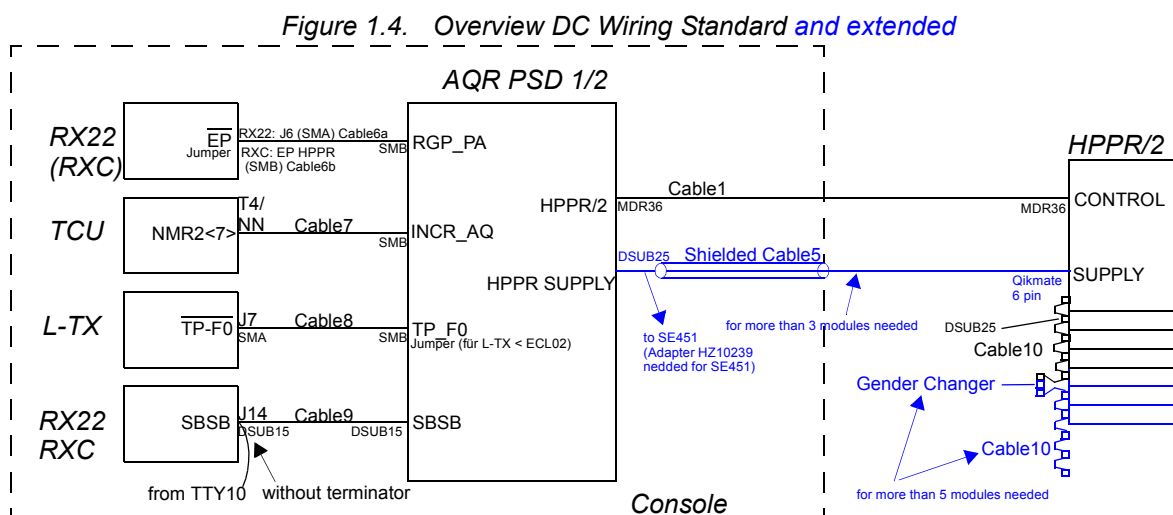 Figure 1.4. Overview DC Wiring Standard and extended
AQR PSD 1/2
RX22
(RXC)
EP
Jumper
RX22: J6 (SMA) Cable6a
RXC: EP HPPR
(SMB) Cable6b
SMB
RGP_PA
HPPR/2
TCU
NMR2<7>
T4/
NN
Cable7
SMB
INCR_AQ
HPPR/2
MDR36
Cable1
MDR36
CONTROL
HPPR SUPPLY
DSUB25
Shielded Cable5
Qikmate
6 pin
SUPPLY
to SE451
(Adapter HZ10239
nedded for SE451)
for more than 3 modules needed
L-TX
TP-F0
J7
SMA
Cable8
SMB
TP_F0
Jumper (für L-TX < ECL02)
DSUB25
Cable10
Gender Changer
Cable10
for more than 5 modules needed
RX22
RXC
SBSB
J14
DSUB15
Cable9
DSUB15
SBSB
from TTY10
without terminator
Console